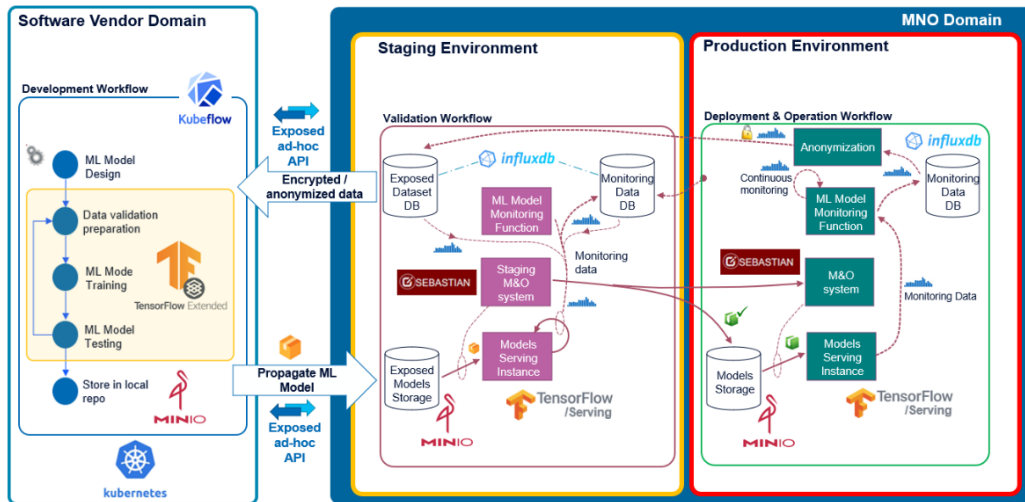 Software Vendor Domain
Development Workflow
Kubeflow
ML Model
Design
Data validation
preparation
ML Mode
Training
TensorFlow Extended
ML Model
Testing
Store in local
repo
MINIO
kubernetes
Exposed
ad-hoc
API
Encrypted /
anonymized data
Propagate ML
Model
Exposed
ad-hoc
API
MNO Domain
Staging Environment
Validation Workflow
Exposed
Dataset
DB
influxdb
Monitoring
Data
DB
ML Model
Monitoring
Function
Monitoring
data
SEBASTIAN
Staging
M&O
system
Models
Serving
Instance
Exposed
Models
Storage
MINIO
TensorFlow
/Serving
Production Environment
Deployment & Operation Workflow
Anonymization
influxdb
Continuous
monitoring
ML Model
Monitoring
Function
Monitoring
Data
DB
SEBASTIAN
M&O
system
Monitoring Data
Models
Storage
Models
Serving
Instance
MINIO
TensorFlow
/Serving